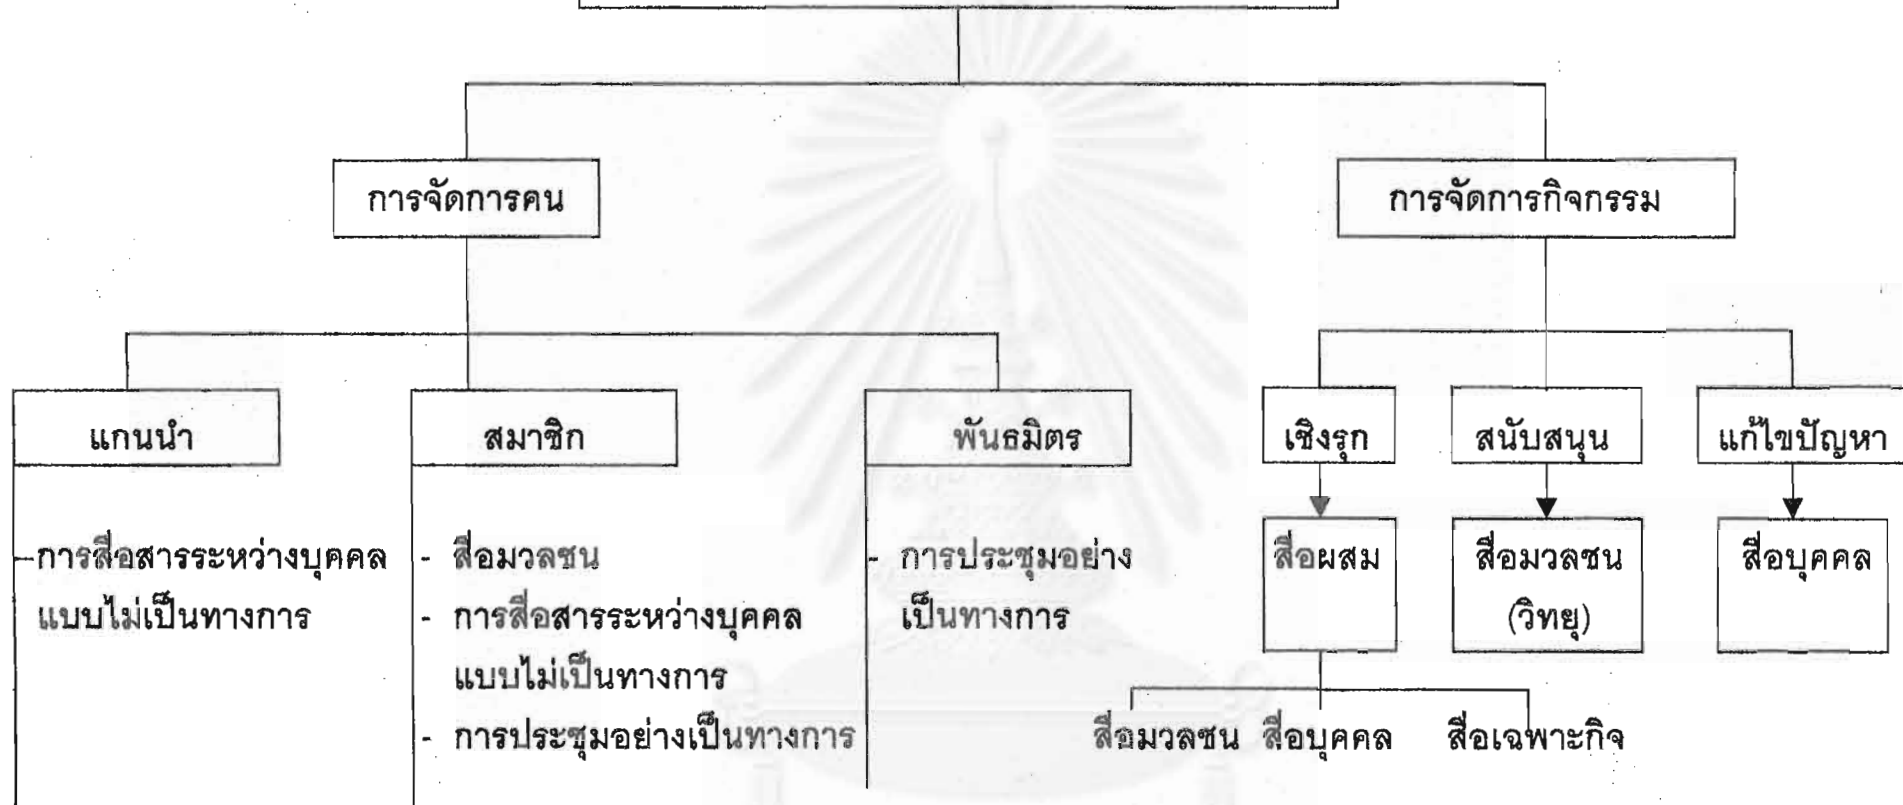 การจัดการคน
การจัดการกิจกรรม
แกนนำ
สมาชิก
พันธมิตร
เชิงรุก
สนับสนุน
แก้ไขปัญหา
-การสื่อสารระหว่างบุคคล
แบบไม่เป็นทางการ
- สื่อมวลชน
- การสื่อสารระหว่างบุคคล
แบบไม่เป็นทางการ
- การประชุมอย่างเป็นทางการ
- การประชุมอย่าง
เป็นทางการ
สื่อผสม
สื่อมวลชน
(วิทยุ)
สื่อบุคคล
สื่อมวลชน สื่อบุคคล สื่อเฉพาะกิจ